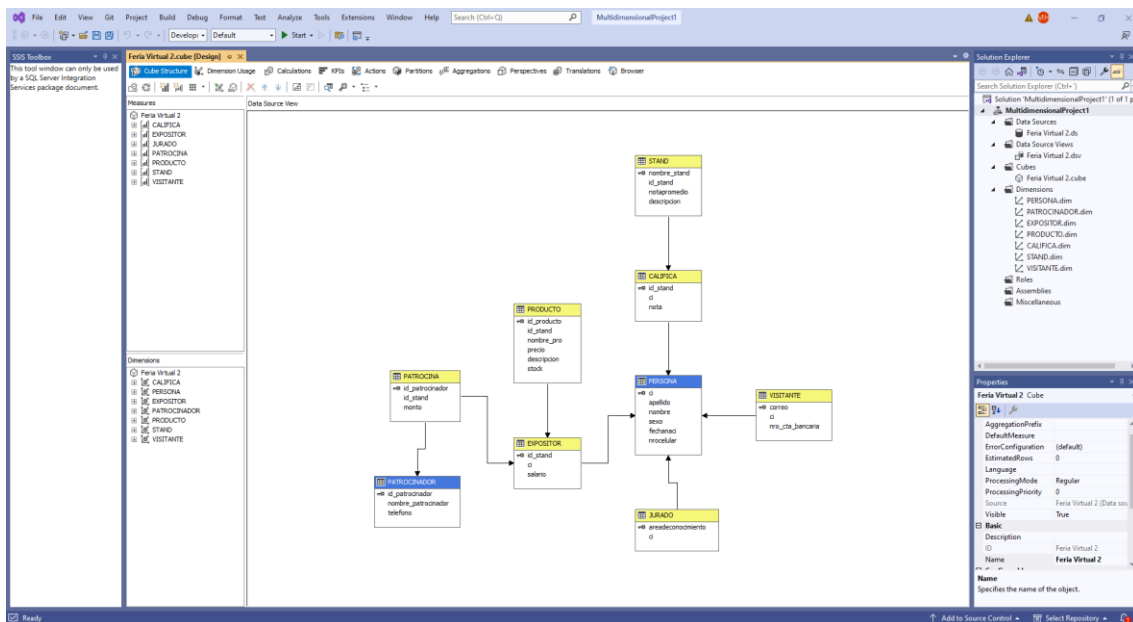 File Edit View Git Project Build Debug Format Test Analyze Tools Extensions Window Help Search (Ctrl+Q) MultidimensionalProject1
Develop Default Start
SSIS Toolbox
This tool window can only be used
by a SQL Server Integration
Services package document.
Feria Virtual 2.cube [Design]
Cube Structure Dimension Usage Calculations KPIs Actions Partitions Aggregations Perspectives Translations Browser
Measures
Feria Virtual 2
CALIFICA
EXPOSITOR
JURADO
PATROCINA
PRODUCTO
STAND
VISITANTE
Dimensions
Feria Virtual 2
CALIFICA
PERSONA
EXPOSITOR
PATROCINADOR
PRODUCTO
STAND
VISITANTE
Data Source View
STAND
nombre_stand
id_stand
notapromedio
descripcion
CALIFICA
id_stand
ci
nota
PRODUCTO
id_producto
id_stand
nombre_pro
precio
descripcion
stock
PATROCINA
id_patrocinador
id_stand
monto
PERSONA
ci
apellido
nombre
sexo
fechanaci
nrocelular
VISITANTE
correo
ci
nro_cta_bancaria
EXPOSITOR
id_stand
ci
salario
PATROCINADOR
id_patrocinador
nombre_patrocinador
telefono
JURADO
areadeconocimiento
ci
Solution Explorer
Search Solution Explorer (Ctrl+')
Solution 'MultidimensionalProject1' (1 of 1 p
MultidimensionalProject1
Data Sources
Feria Virtual 2.ds
Data Source Views
Feria Virtual 2.dsv
Cubes
Feria Virtual 2.cube
Dimensions
PERSONA.dim
PATROCINADOR.dim
EXPOSITOR.dim
PRODUCTO.dim
CALIFICA.dim
STAND.dim
VISITANTE.dim
Roles
Assemblies
Miscellaneous
Properties
Feria Virtual 2 Cube
AggregationPrefix
DefaultMeasure
ErrorConfiguration (default)
EstimatedRows 0
Language
ProcessingMode Regular
ProcessingPriority 0
Source Feria Virtual 2 (Data sou
Visible True
Basic
Description
ID Feria Virtual 2
Name Feria Virtual 2
Name
Specifies the name of the object.
Ready Add to Source Control Select Repository